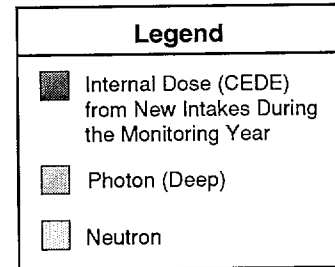 Legend
Internal Dose (CEDE)
from New Intakes During
the Monitoring Year
Photon (Deep)
Neutron